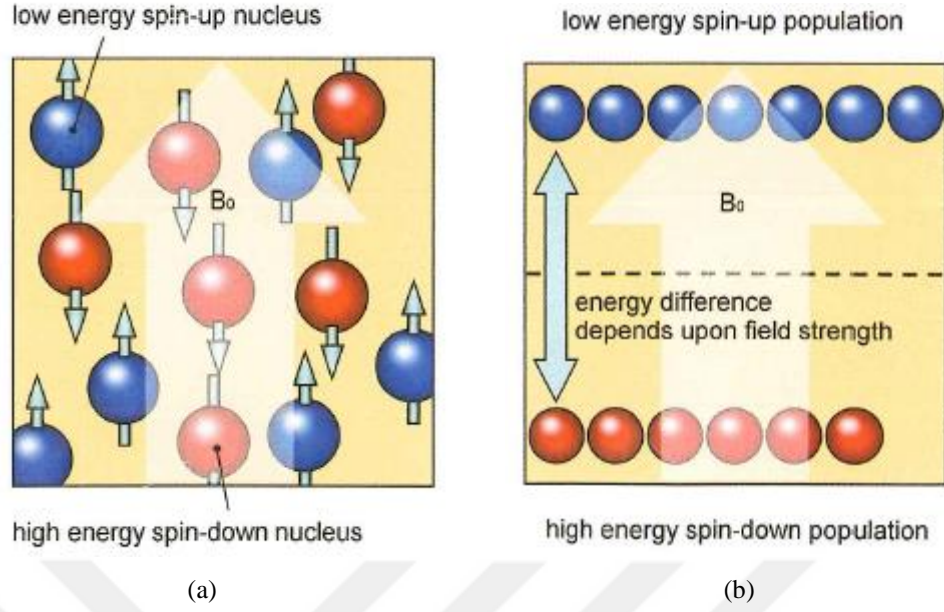 low energy spin-up nucleus
B₀
high energy spin-down nucleus
(a)
low energy spin-up population
B₀
energy difference
depends upon field strength
high energy spin-down population
(b)